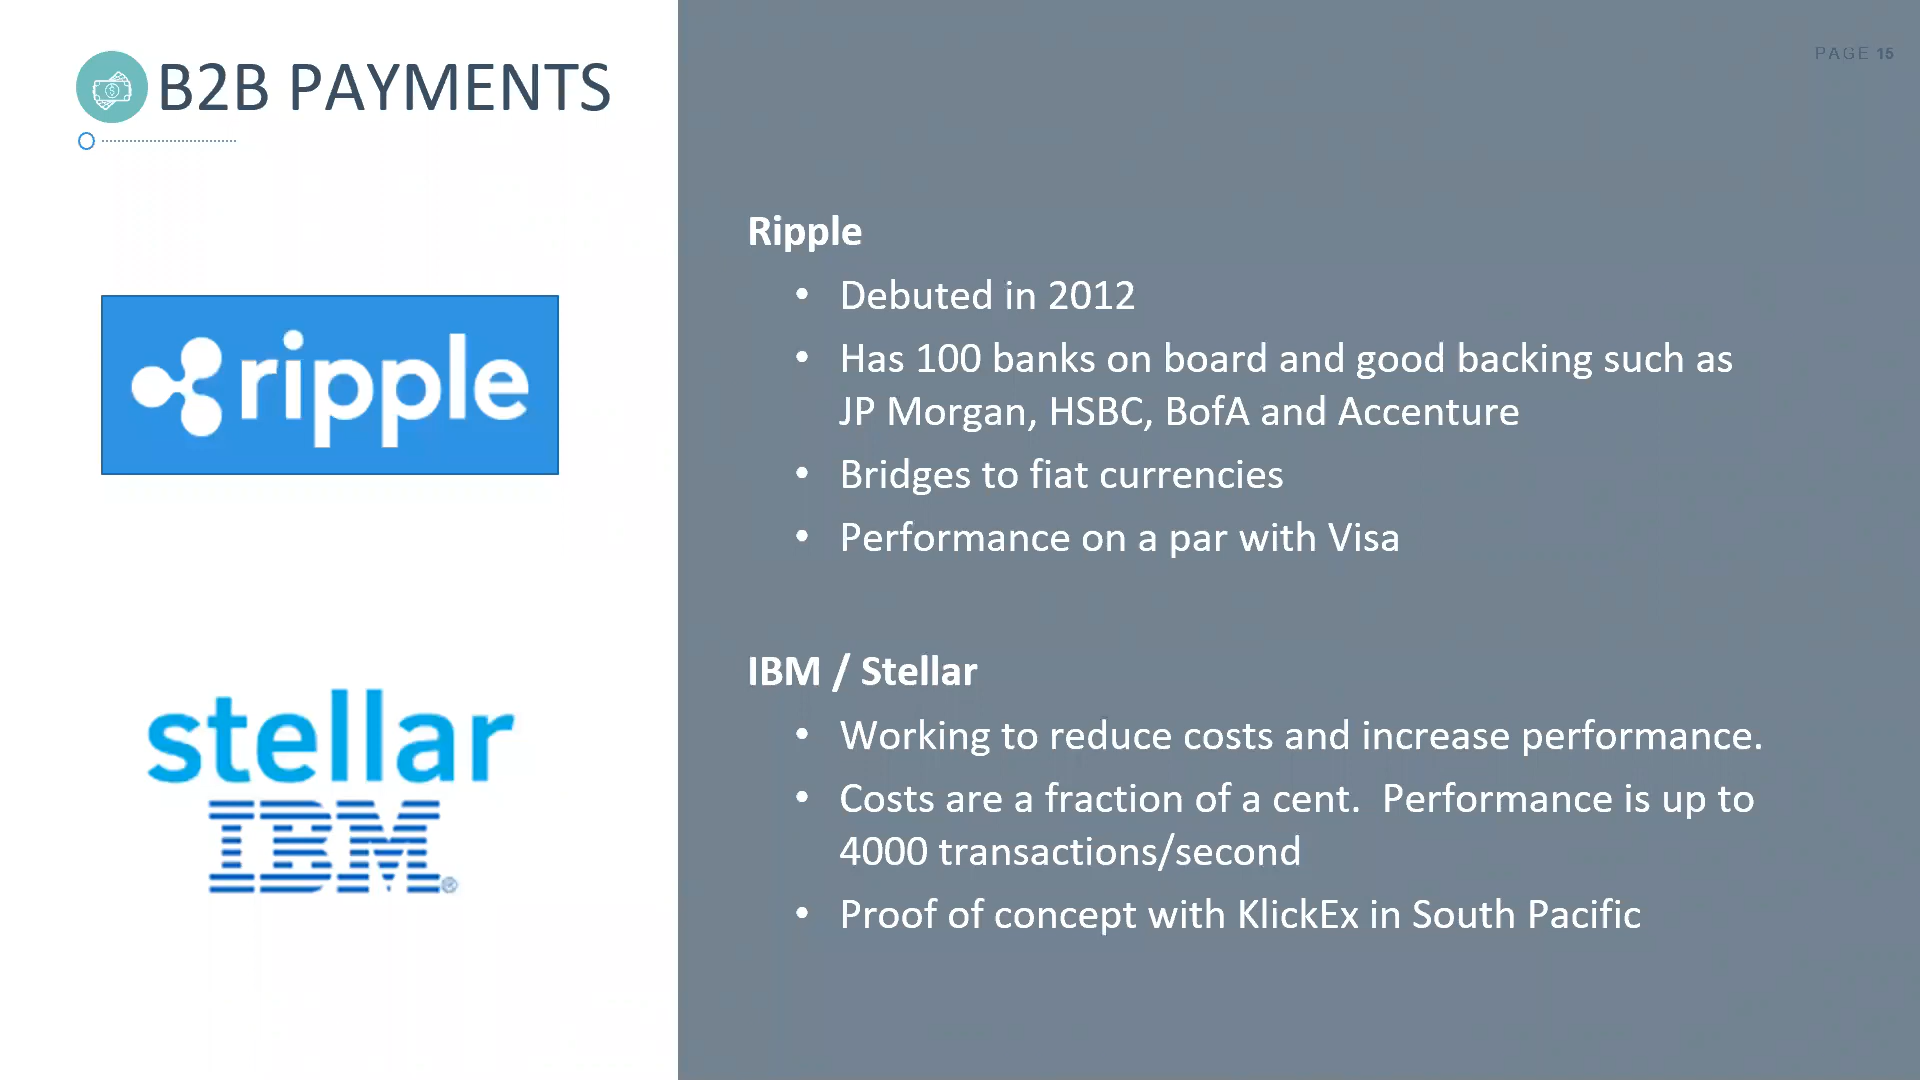 B2B PAYMENTS
PAGE 15
ripple
stellar
IBM®
Ripple
• Debuted in 2012
• Has 100 banks on board and good backing such as
JP Morgan, HSBC, BofA and Accenture
• Bridges to fiat currencies
• Performance on a par with Visa
IBM / Stellar
• Working to reduce costs and increase performance.
• Costs are a fraction of a cent.  Performance is up to
4000 transactions/second
• Proof of concept with KlickEx in South Pacific